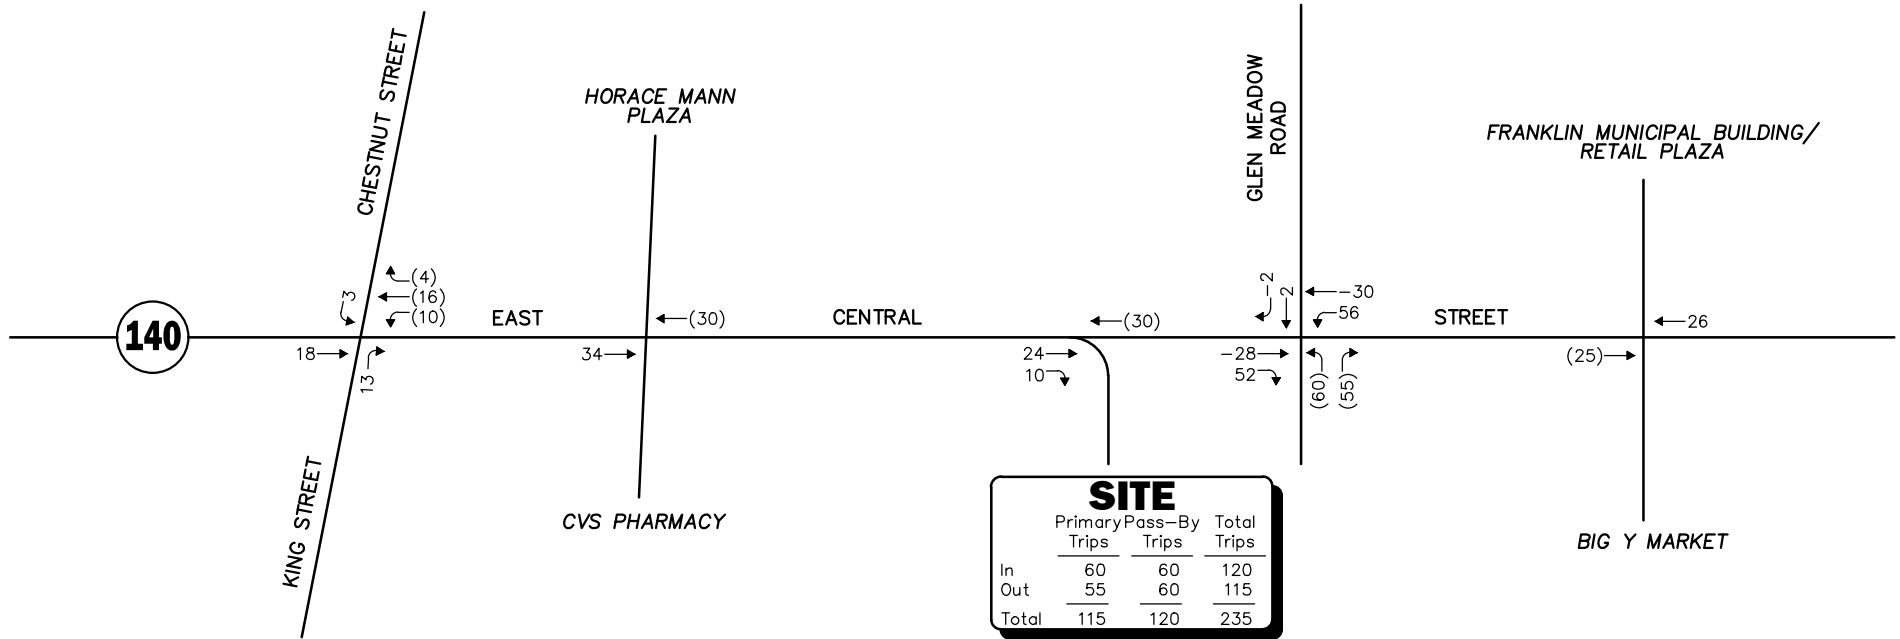 CHESTNUT STREET
HORACE MANN
PLAZA
GLEN MEADOW
ROAD
FRANKLIN MUNICIPAL BUILDING/
RETAIL PLAZA
3
(4)
(16)
(10)
140
EAST
(30)
CENTRAL
(30)
-2
2
-30
56
STREET
26
18
13
34
24
10
-28
52
(60)
(55)
(25)
KING STREET
CVS PHARMACY
BIG Y MARKET
SITE
Primary Pass-By Total
Trips Trips Trips
In 60 60 120
Out 55 60 115
Total 115 120 235